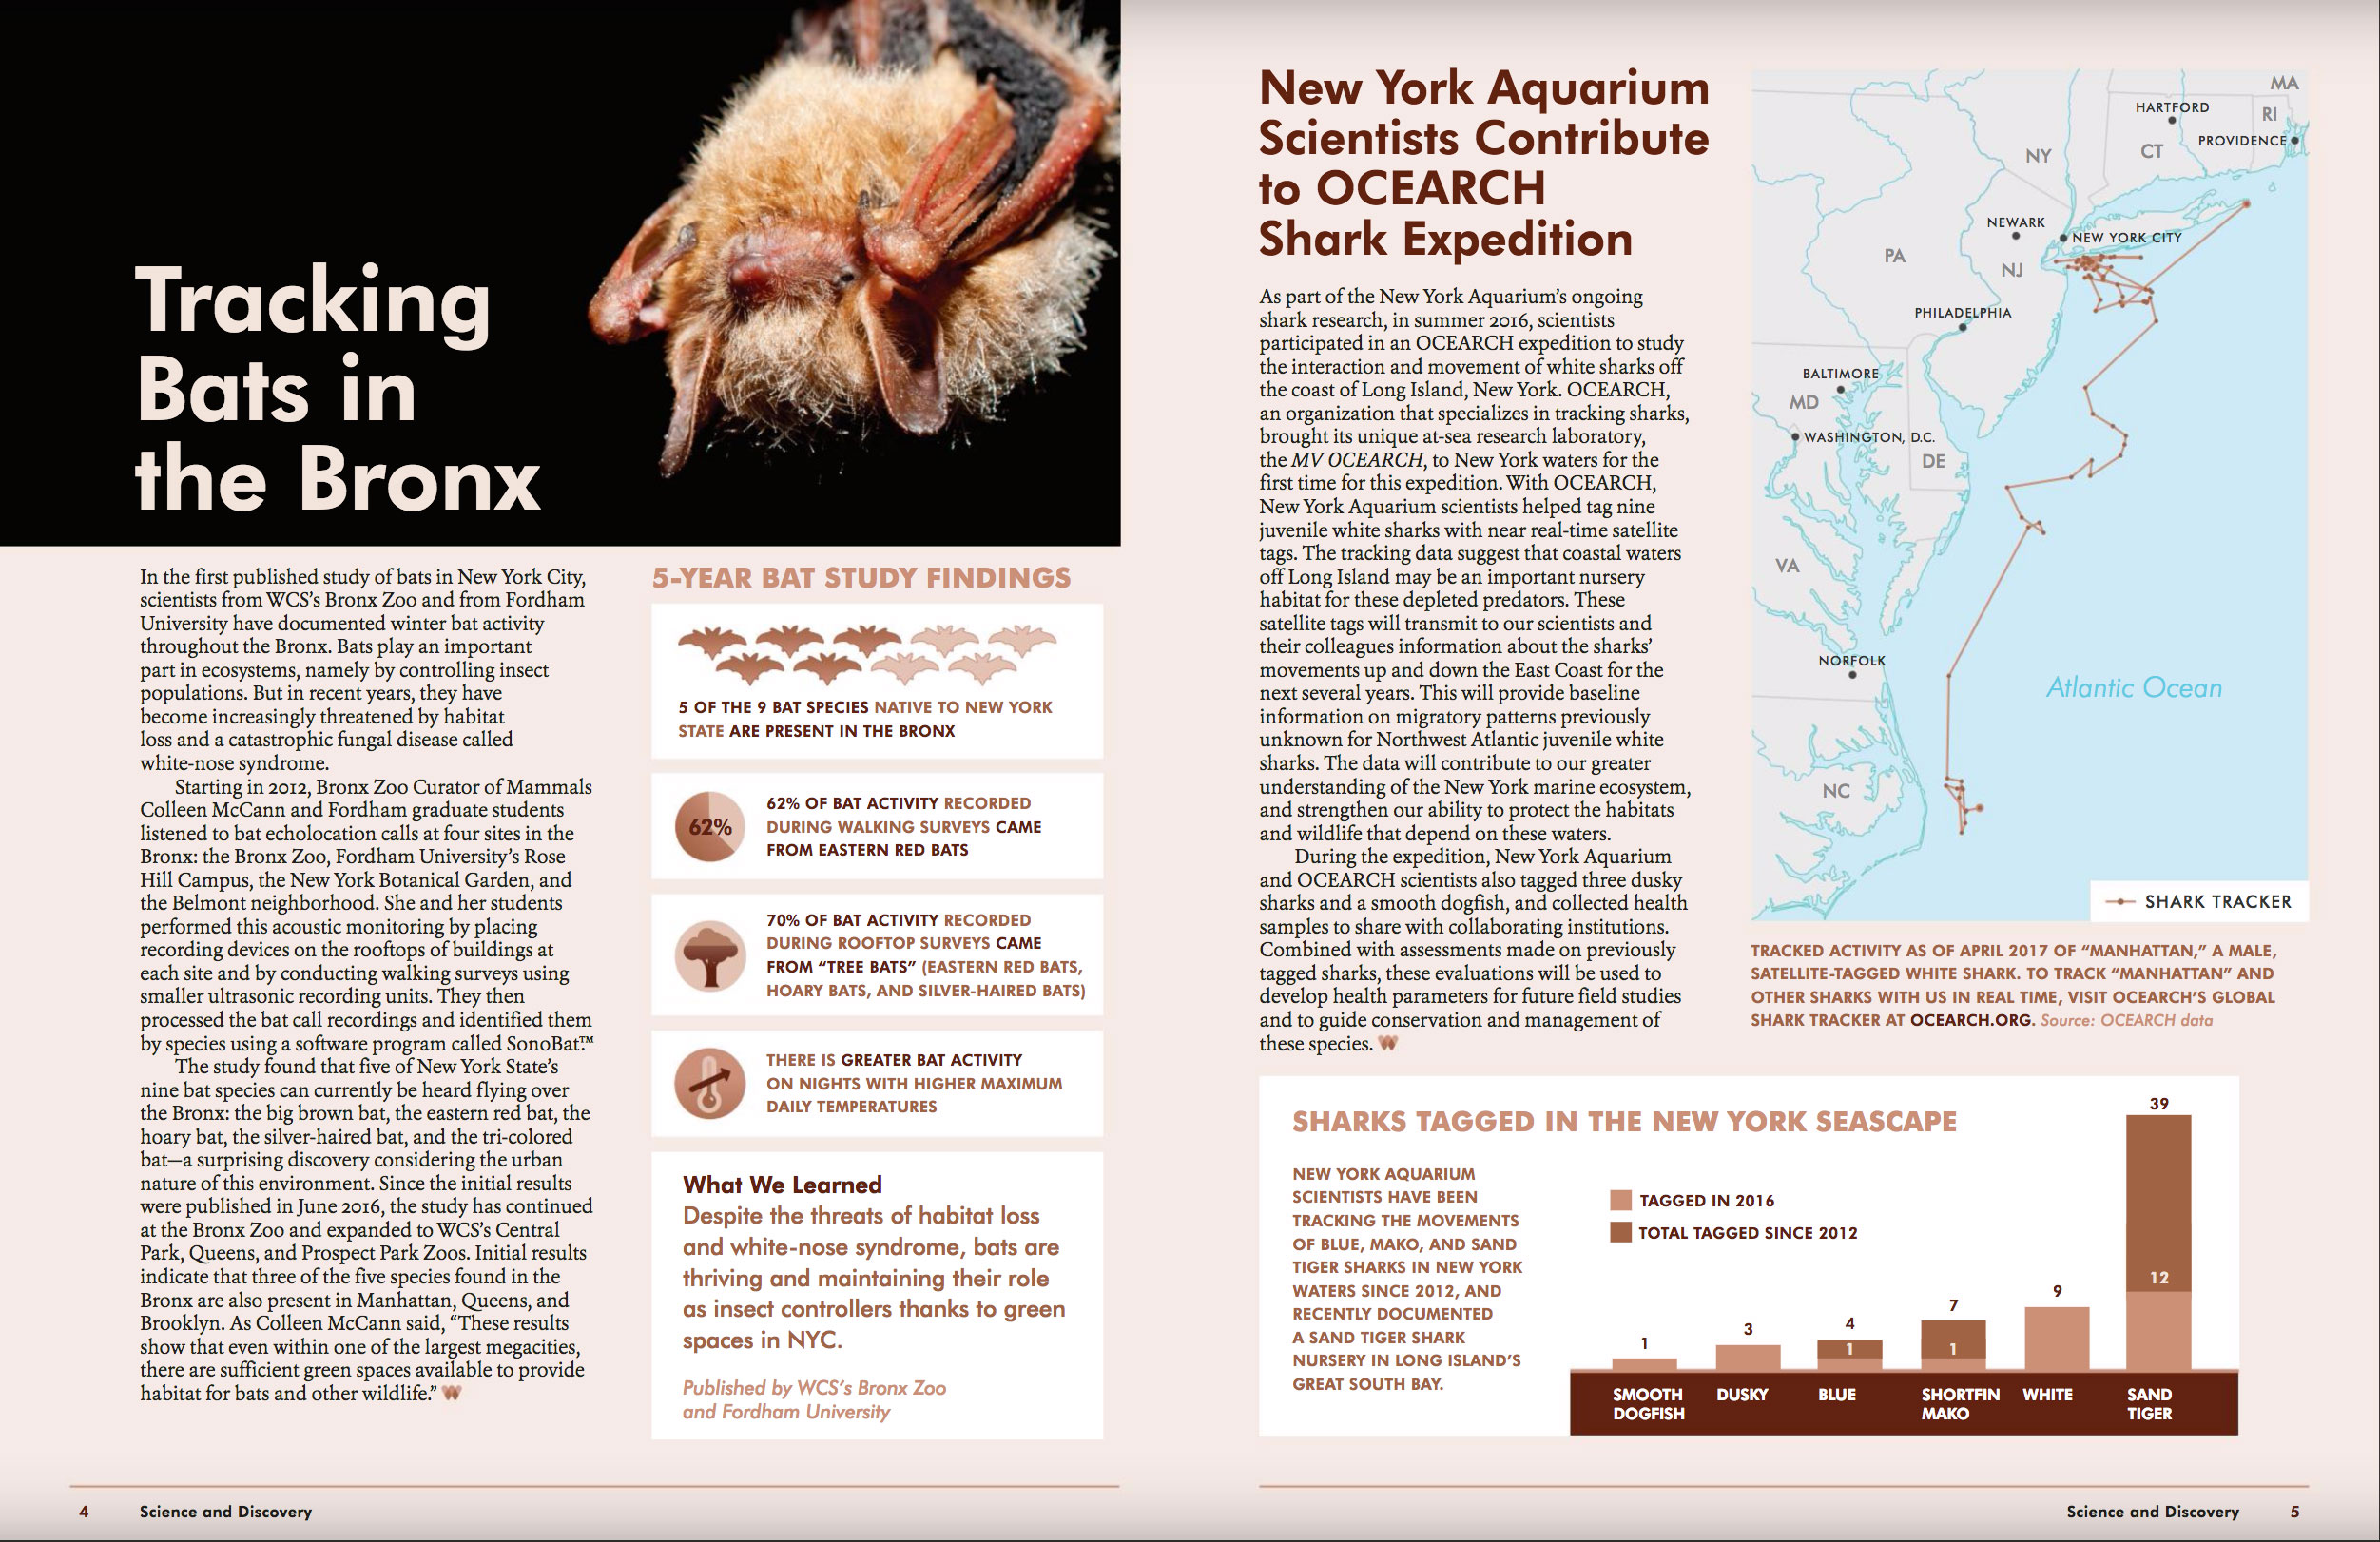 Tracking
Bats in
the Bronx
In the first published study of bats in New York City,
scientists from WCS's Bronx Zoo and from Fordham
University have documented winter bat activity
throughout the Bronx. Bats play an important
part in ecosystems, namely by controlling insect
populations. But in recent years, they have
become increasingly threatened by habitat
loss and a catastrophic fungal disease called
white-nose syndrome.
Starting in 2012, Bronx Zoo Curator of Mammals
Colleen McCann and Fordham graduate students
listened to bat echolocation calls at four sites in the
Bronx: the Bronx Zoo, Fordham University's Rose
Hill Campus, the New York Botanical Garden, and
the Belmont neighborhood. She and her students
performed this acoustic monitoring by placing
recording devices on the rooftops of buildings at
each site and by conducting walking surveys using
smaller ultrasonic recording units. They then
processed the bat call recordings and identified them
by species using a software program called SonoBat.™
The study found that five of New York State's
nine bat species can currently be heard flying over
the Bronx: the big brown bat, the eastern red bat, the
hoary bat, the silver-haired bat, and the tri-colored
bat—a surprising discovery considering the urban
nature of this environment. Since the initial results
were published in June 2016, the study has continued
at the Bronx Zoo and expanded to WCS's Central
Park, Queens, and Prospect Park Zoos. Initial results
indicate that three of the five species found in the
Bronx are also present in Manhattan, Queens, and
Brooklyn. As Colleen McCann said, “These results
show that even within one of the largest megacities,
there are sufficient green spaces available to provide
habitat for bats and other wildlife.”
5-YEAR BAT STUDY FINDINGS
5 OF THE 9 BAT SPECIES NATIVE TO NEW YORK
STATE ARE PRESENT IN THE BRONX
62%
62% OF BAT ACTIVITY RECORDED
DURING WALKING SURVEYS CAME
FROM EASTERN RED BATS
70% OF BAT ACTIVITY RECORDED
DURING ROOFTOP SURVEYS CAME
FROM “TREE BATS” (EASTERN RED BATS,
HOARY BATS, AND SILVER-HAIRED BATS)
THERE IS GREATER BAT ACTIVITY
ON NIGHTS WITH HIGHER MAXIMUM
DAILY TEMPERATURES
What We Learned
Despite the threats of habitat loss
and white-nose syndrome, bats are
thriving and maintaining their role
as insect controllers thanks to green
spaces in NYC.
Published by WCS's Bronx Zoo
and Fordham University
4 Science and Discovery
New York Aquarium
Scientists Contribute
to OCEARCH
Shark Expedition
As part of the New York Aquarium's ongoing
shark research, in summer 2016, scientists
participated in an OCEARCH expedition to study
the interaction and movement of white sharks off
the coast of Long Island, New York. OCEARCH,
an organization that specializes in tracking sharks,
brought its unique at-sea research laboratory,
the MV OCEARCH, to New York waters for the
first time for this expedition. With OCEARCH,
New York Aquarium scientists helped tag nine
juvenile white sharks with near real-time satellite
tags. The tracking data suggest that coastal waters
off Long Island may be an important nursery
habitat for these depleted predators. These
satellite tags will transmit to our scientists and
their colleagues information about the sharks'
movements up and down the East Coast for the
next several years. This will provide baseline
information on migratory patterns previously
unknown for Northwest Atlantic juvenile white
sharks. The data will contribute to our greater
understanding of the New York marine ecosystem,
and strengthen our ability to protect the habitats
and wildlife that depend on these waters.
During the expedition, New York Aquarium
and OCEARCH scientists also tagged three dusky
sharks and a smooth dogfish, and collected health
samples to share with collaborating institutions.
Combined with assessments made on previously
tagged sharks, these evaluations will be used to
develop health parameters for future field studies
and to guide conservation and management of
these species.
MA
HARTFORD
RI
PROVIDENCE
CT
NY
NEWARK
NEW YORK CITY
PA
NJ
PHILADELPHIA
BALTIMORE
MD
WASHINGTON, D.C.
DE
VA
NORFOLK
Atlantic Ocean
NC
SHARK TRACKER
TRACKED ACTIVITY AS OF APRIL 2017 OF “MANHATTAN,” A MALE,
SATELLITE-TAGGED WHITE SHARK. TO TRACK “MANHATTAN” AND
OTHER SHARKS WITH US IN REAL TIME, VISIT OCEARCH'S GLOBAL
SHARK TRACKER AT OCEARCH.ORG. Source: OCEARCH data
SHARKS TAGGED IN THE NEW YORK SEASCAPE
NEW YORK AQUARIUM
SCIENTISTS HAVE BEEN
TRACKING THE MOVEMENTS
OF BLUE, MAKO, AND SAND
TIGER SHARKS IN NEW YORK
WATERS SINCE 2012, AND
RECENTLY DOCUMENTED
A SAND TIGER SHARK
NURSERY IN LONG ISLAND'S
GREAT SOUTH BAY.
TAGGED IN 2016
TOTAL TAGGED SINCE 2012
1
3
4
1
7
1
9
39
12
SMOOTH
DOGFISH
DUSKY
BLUE
SHORTFIN
MAKO
WHITE
SAND
TIGER
Science and Discovery 5